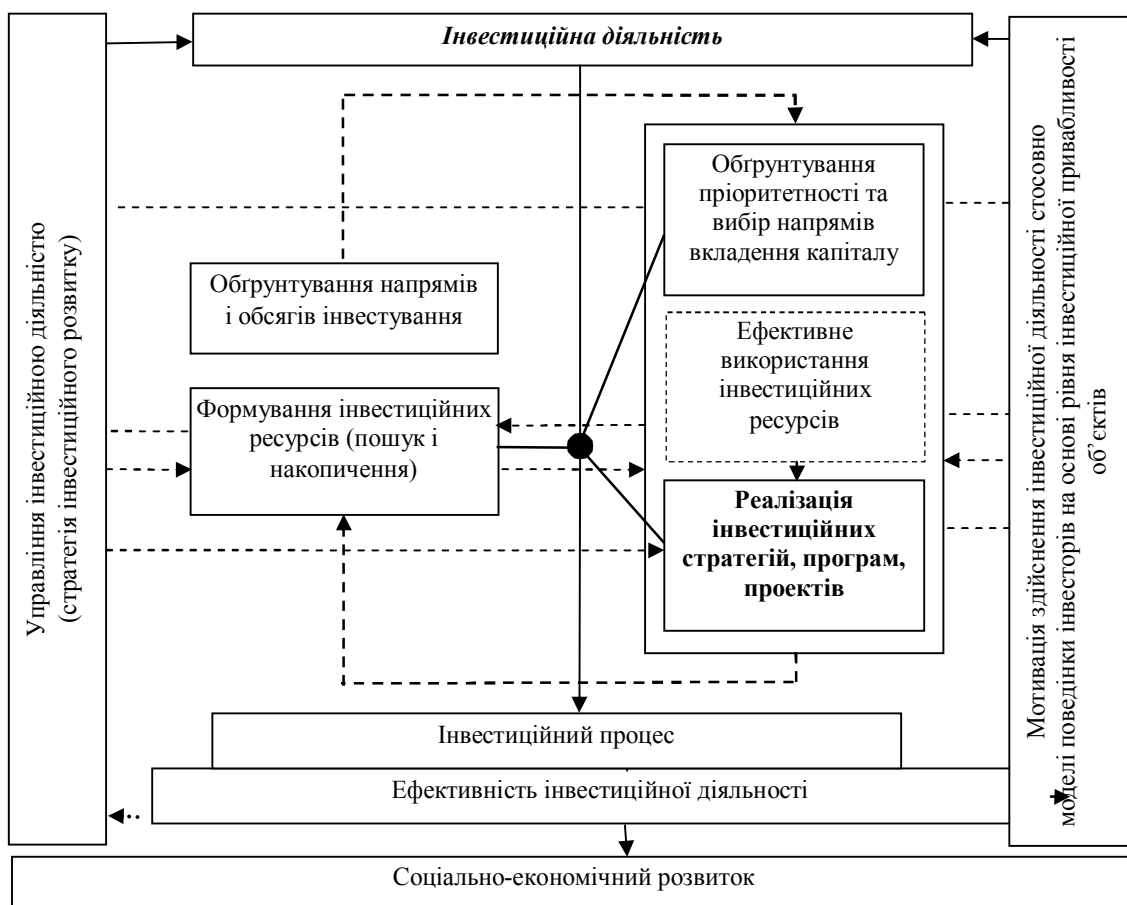 Інвестиційна діяльність
Управління інвестиційною діяльністю
(стратегія інвестиційного розвитку)
Обґрунтування
пріоритетності та
вибір напрямів
вкладення капіталу
Обґрунтування напрямів
і обсягів інвестування
Ефективне
використання
інвестиційних
ресурсів
Формування інвестиційних
ресурсів (пошук і
накопичення)
Реалізація
інвестиційних
стратегій, програм,
проектів
Мотивація здійснення інвестиційної діяльності стосовно
моделі поведінки інвесторів на основі рівня інвестиційної привабливості
об’єктів
Інвестиційний процес
Ефективність інвестиційної діяльності
Соціально-економічний розвиток